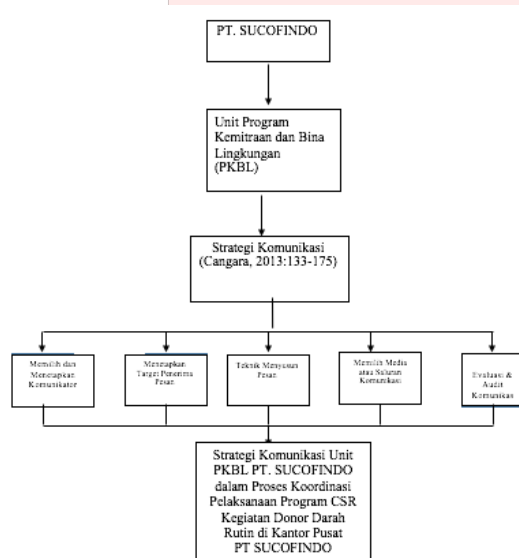 PT. SUCOFINDO
Unit Program
Kemitraan dan Bina
Lingkungan
(PKBL)
Strategi Komunikasi
(Cangara, 2013:133-175)
Memilih dan
Menetapkan
Komunikator
Menetapkan
Target Penerima
Pesan
Teknik Menyusun
Pesan
Memilih Media
atau Saluran
Komunikasi
Evaluasi &
Audit
Komunikasi
Strategi Komunikasi Unit
PKBL PT. SUCOFINDO
dalam Proses Koordinasi
Pelaksanaan Program CSR
Kegiatan Donor Darah
Rutin di Kantor Pusat
PT SUCOFINDO